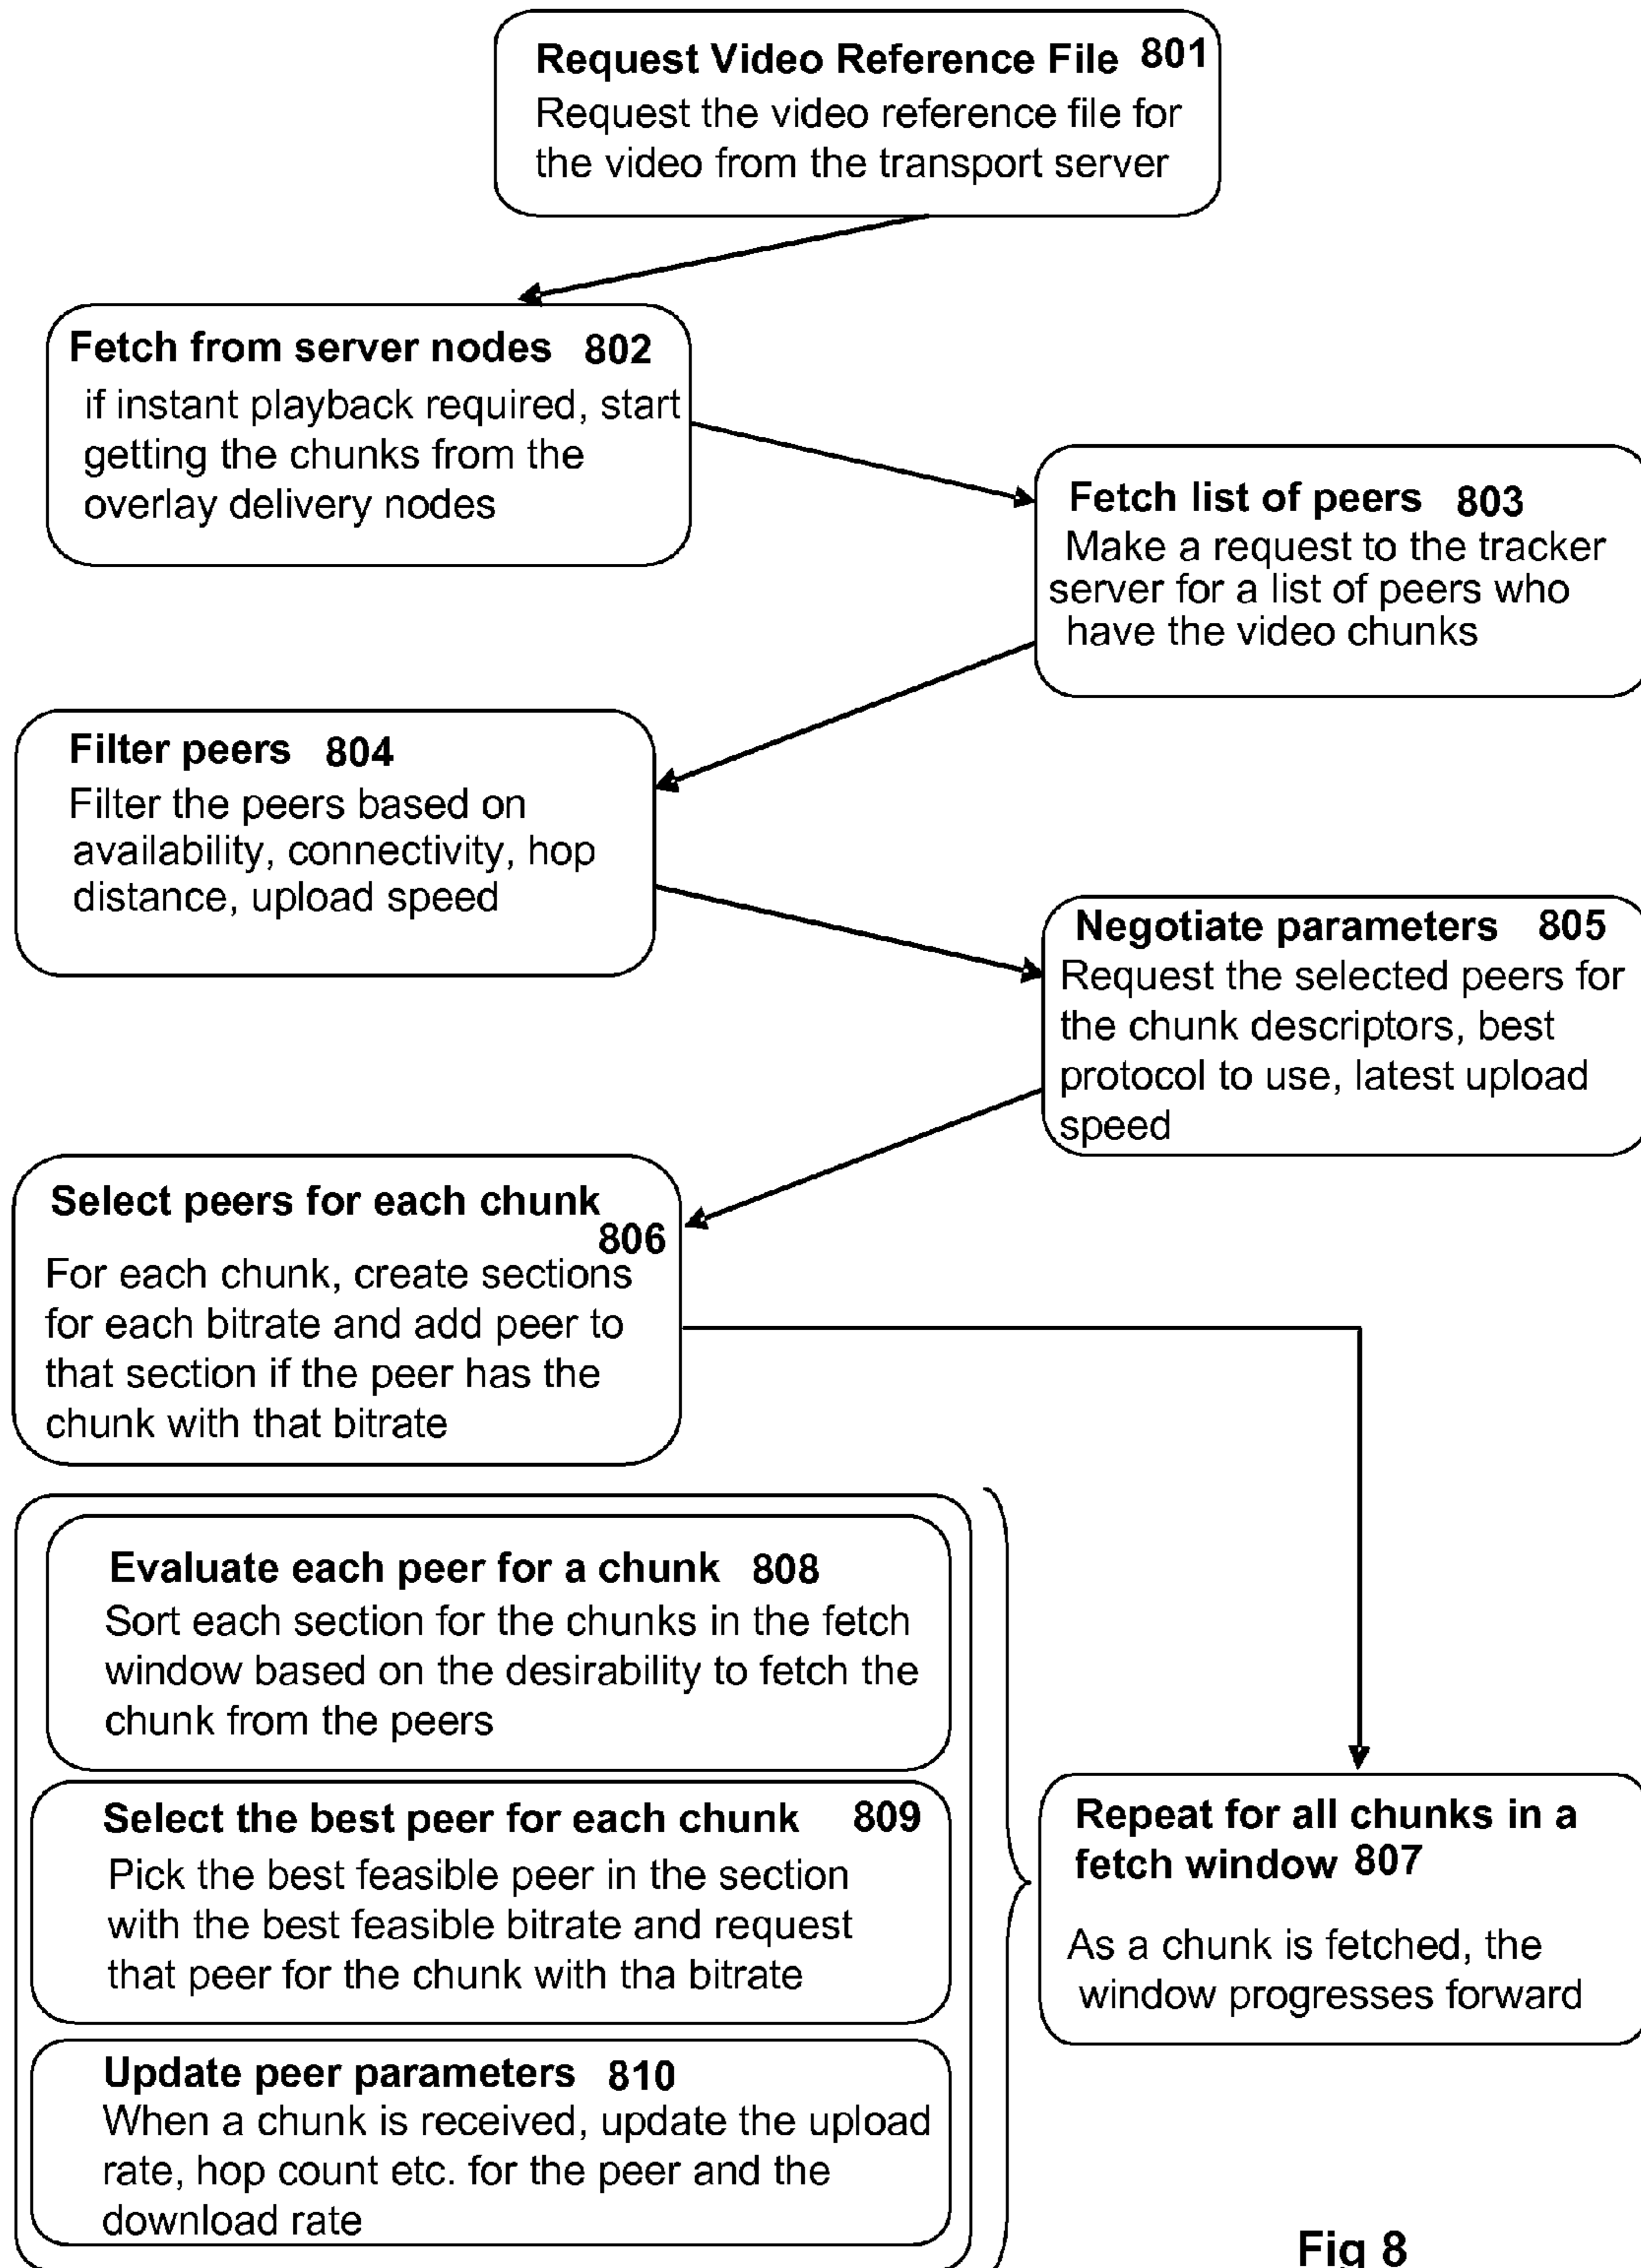 Request Video Reference File 801
Request the video reference file for
the video from the transport server
Fetch from server nodes 802
if instant playback required, start
getting the chunks from the
overlay delivery nodes
Fetch list of peers 803
Make a request to the tracker
server for a list of peers who
have the video chunks
Filter peers 804
Filter the peers based on
availability, connectivity, hop
distance, upload speed
Negotiate parameters 805
Request the selected peers for
the chunk descriptors, best
protocol to use, latest upload
speed
Select peers for each chunk
806
For each chunk, create sections
for each bitrate and add peer to
that section if the peer has the
chunk with that bitrate
Repeat for all chunks in a
fetch window 807
As a chunk is fetched, the
window progresses forward
Evaluate each peer for a chunk 808
Sort each section for the chunks in the fetch
window based on the desirability to fetch the
chunk from the peers
Select the best peer for each chunk 809
Pick the best feasible peer in the section
with the best feasible bitrate and request
that peer for the chunk with tha bitrate
Update peer parameters 810
When a chunk is received, update the upload
rate, hop count etc. for the peer and the
download rate
Fig 8